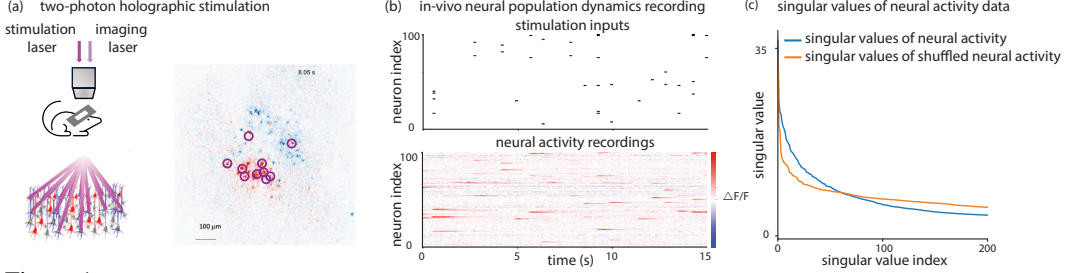 (a) two-photon holographic stimulation
stimulation laser
imaging laser
8.05 s
100 μm
(b) in-vivo neural population dynamics recording
stimulation inputs
100
neuron index
0
neural activity recordings
100
neuron index
0
0 5 10 15
time (s)
△F/F
(c) singular values of neural activity data
singular values of neural activity
singular values of shuffled neural activity
35
singular value
0
0 100 200
singular value index